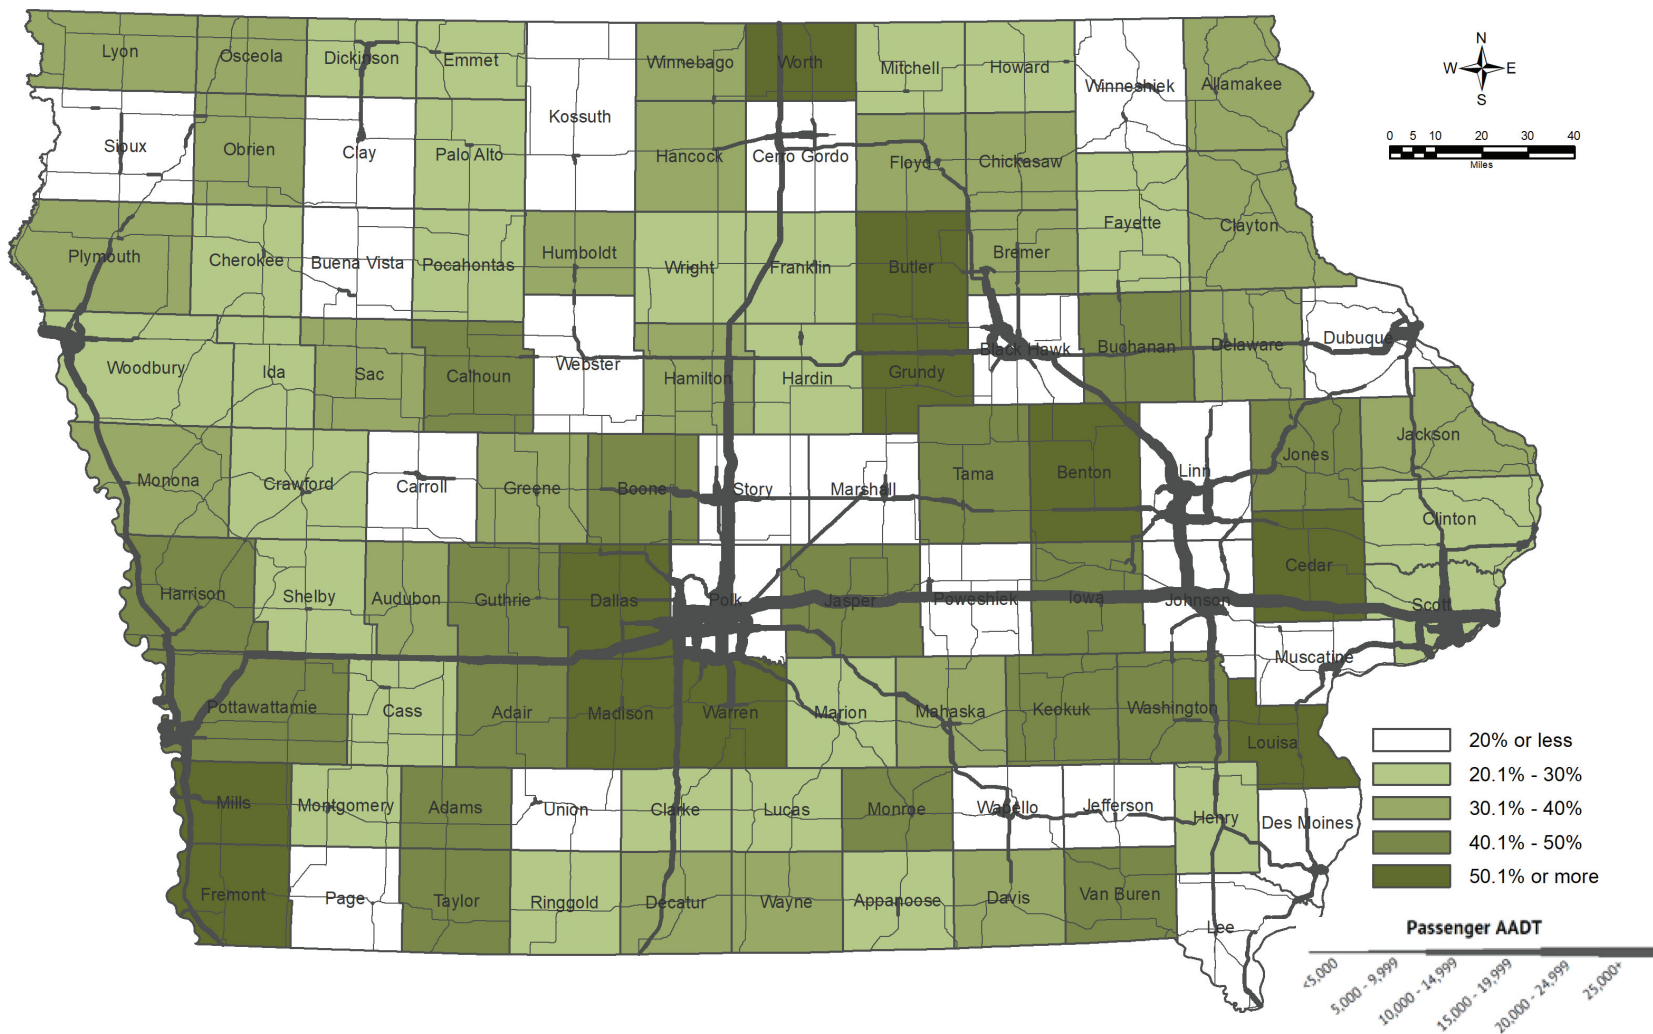 N
W E
S
0 5 10 20 30 40
Miles
Lyon
Osceola
Dickinson
Emmet
Kossuth
Winnebago
Worth
Mitchell
Howard
Winneshiek
Allamakee
Sioux
Obrien
Clay
Palo Alto
Hancock
Cerro Gordo
Floyd
Chickasaw
Fayette
Clayton
Plymouth
Cherokee
Buena Vista
Pocahontas
Humboldt
Wright
Franklin
Butler
Bremer
Woodbury
Ida
Sac
Calhoun
Webster
Hamilton
Hardin
Grundy
Black Hawk
Buchanan
Delaware
Dubuque
Monona
Crawford
Carroll
Greene
Boone
Story
Marshall
Tama
Benton
Linn
Jones
Jackson
Clinton
Harrison
Shelby
Audubon
Guthrie
Dallas
Polk
Jasper
Poweshiek
Iowa
Johnson
Cedar
Scott
Muscatine
Pottawattamie
Cass
Adair
Madison
Warren
Marion
Mahaska
Keokuk
Washington
Louisa
Mills
Montgomery
Adams
Union
Clarke
Lucas
Monroe
Wapello
Jefferson
Henry
Des Moines
Fremont
Page
Taylor
Ringgold
Decatur
Wayne
Appanoose
Davis
Van Buren
Lee
20% or less
20.1% - 30%
30.1% - 40%
40.1% - 50%
50.1% or more
Passenger AADT
<5,000
5,000 - 9,999
10,000 - 14,999
15,000 - 19,999
20,000 - 24,999
25,000+